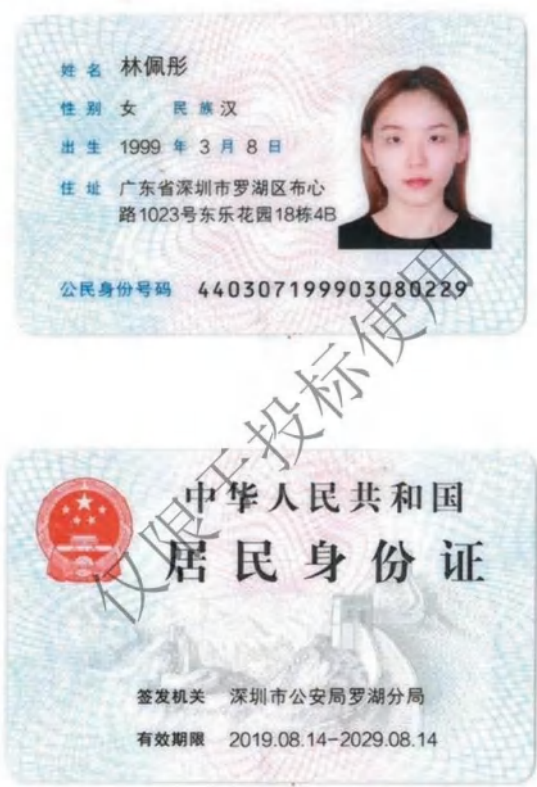 姓名 林佩彤
性别 女 民族 汉
出生 1999 年 3 月 8 日
住址 广东省深圳市罗湖区布心
路1023号东乐花园18栋4B
公民身份号码 440307199903080229
仅限于投标使用
中华人民共和国
居民身份证
签发机关 深圳市公安局罗湖分局
有效期限 2019.08.14-2029.08.14